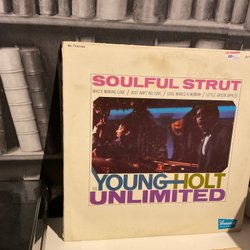 SOULFUL STRUT
WHO'S MAKING LOVE / JUST AIN'T NO LOVE / LOVE MAKES A WOMAN / LITTLE GREEN APPLES
YOUNG-HOLT
UNLIMITED